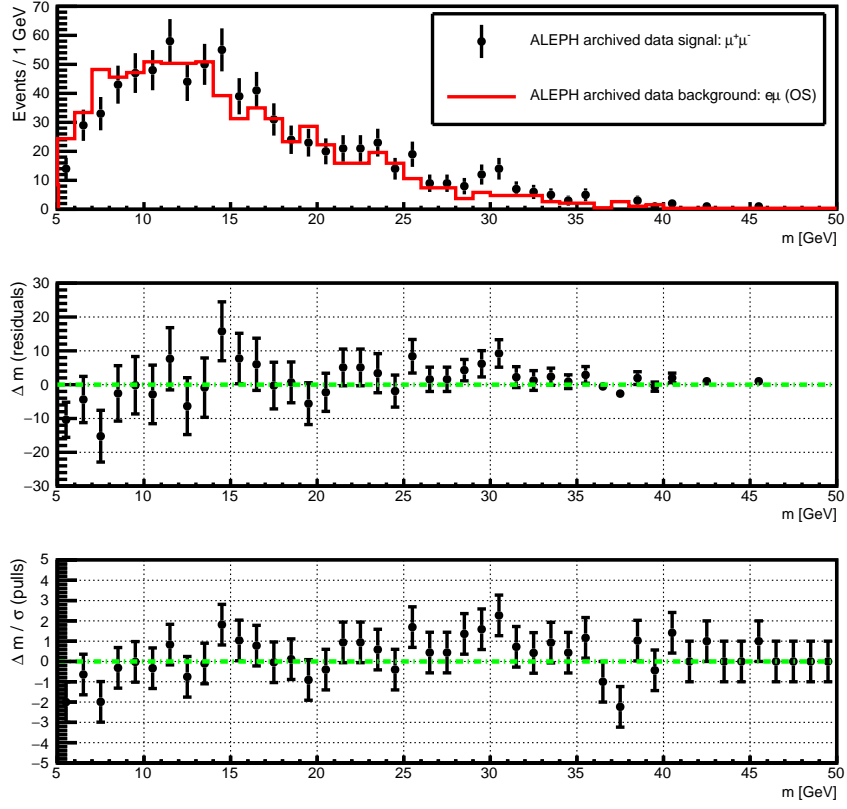 Events / 1 GeV
70
60
50
40
30
20
10
0
ALEPH archived data signal: μ⁺μ⁻
ALEPH archived data background: eμ (OS)
5 10 15 20 25 30 35 40 45 50
m [GeV]
Δ m (residuals)
30
20
10
0
−10
−20
−30
5 10 15 20 25 30 35 40 45 50
m [GeV]
Δ m / σ (pulls)
5
4
3
2
1
0
−1
−2
−3
−4
−5
5 10 15 20 25 30 35 40 45 50
m [GeV]